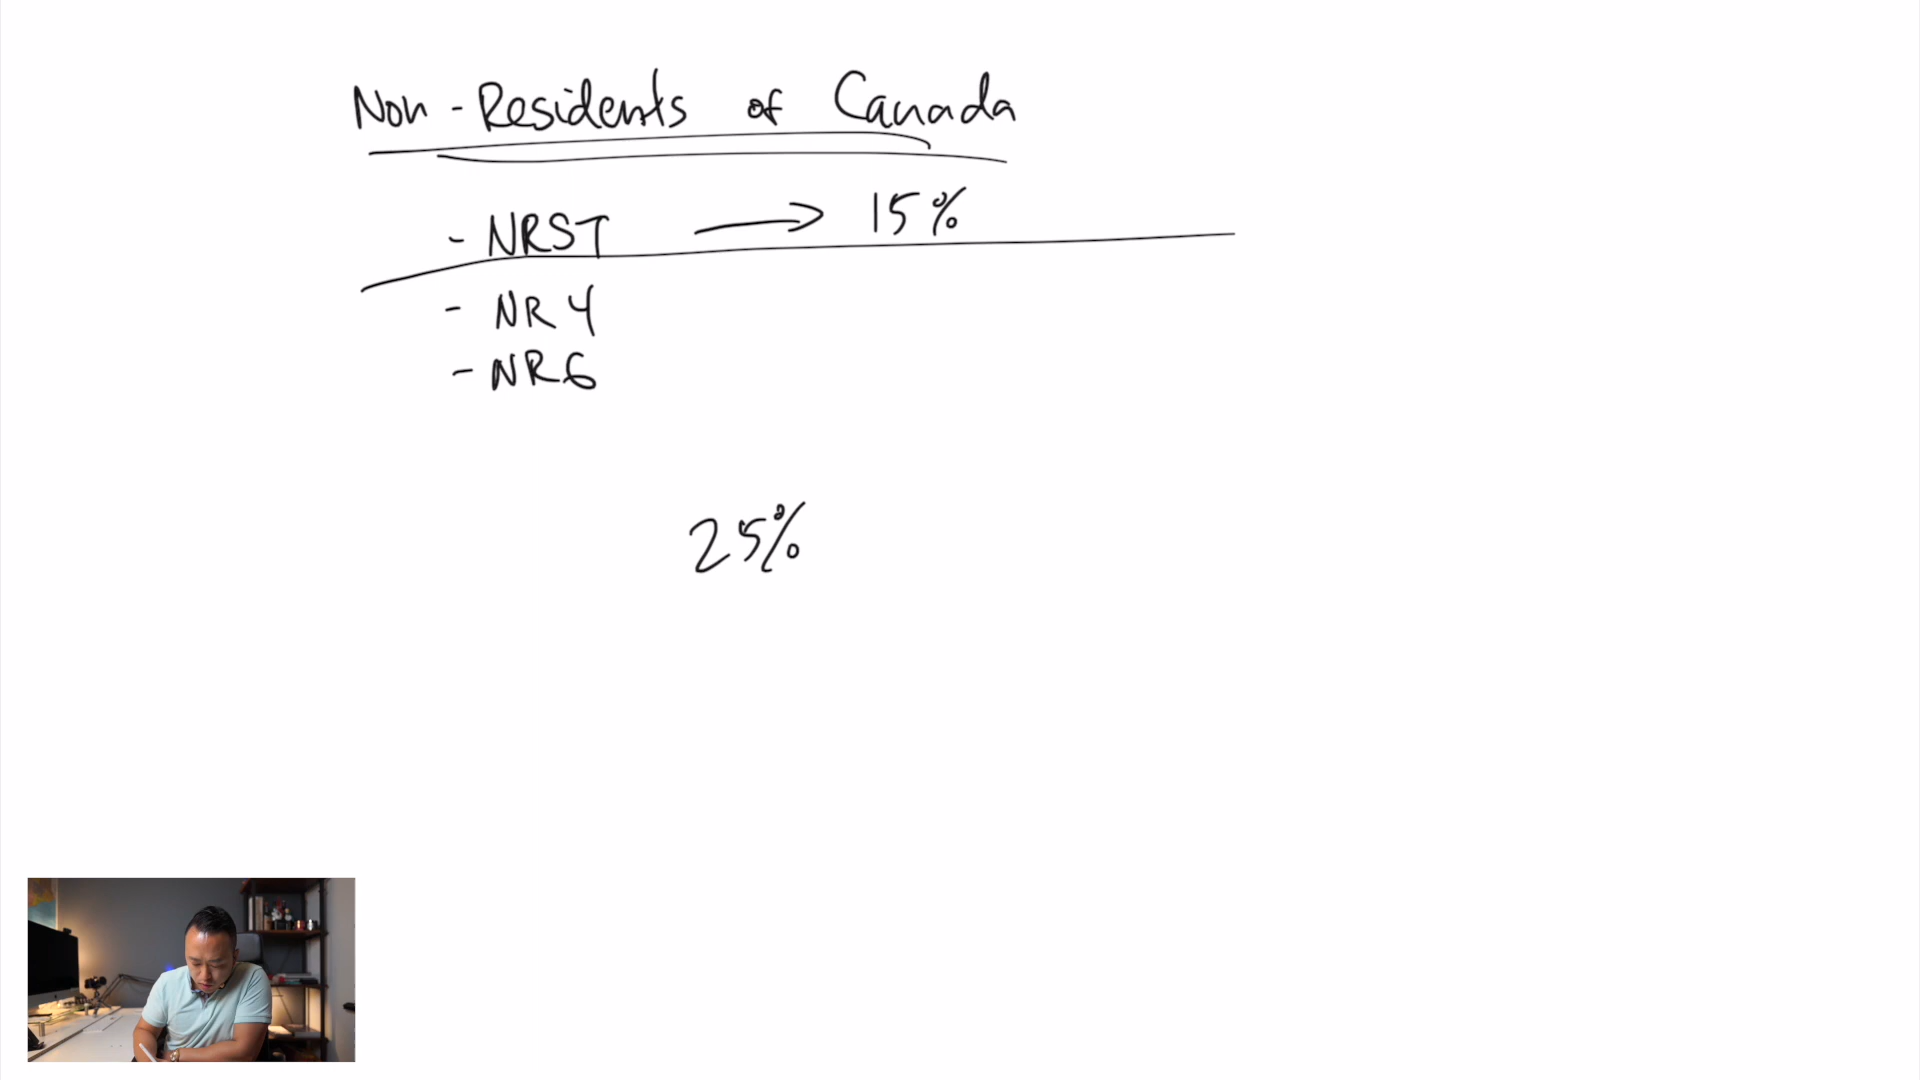 Non-Residents of Canada
- NRST → 15%
- NR4
- NR6
25%